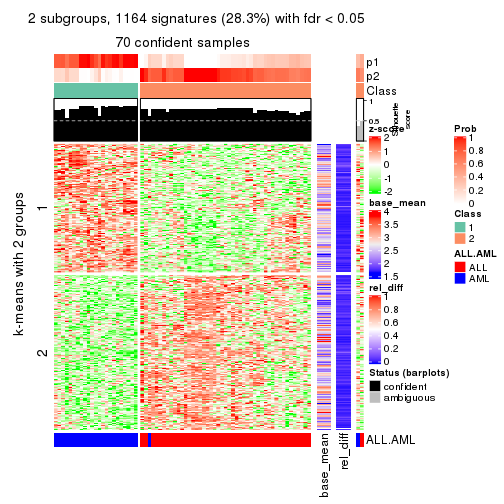 2 subgroups, 1164 signatures (28.3%) with fdr < 0.05
70 confident samples
p1
p2
Class
1
0.5
0
Silhouette
score
k-means with 2 groups
1
2
ALL.AML
base_mean
rel_diff
z-score
2
1
0
-1
-2
base_mean
4
3.5
3
2.5
2
1.5
rel_diff
1
0.8
0.6
0.4
0.2
0
Status (barplots)
confident
ambiguous
Prob
1
0.8
0.6
0.4
0.2
0
Class
1
2
ALL.AML
ALL
AML